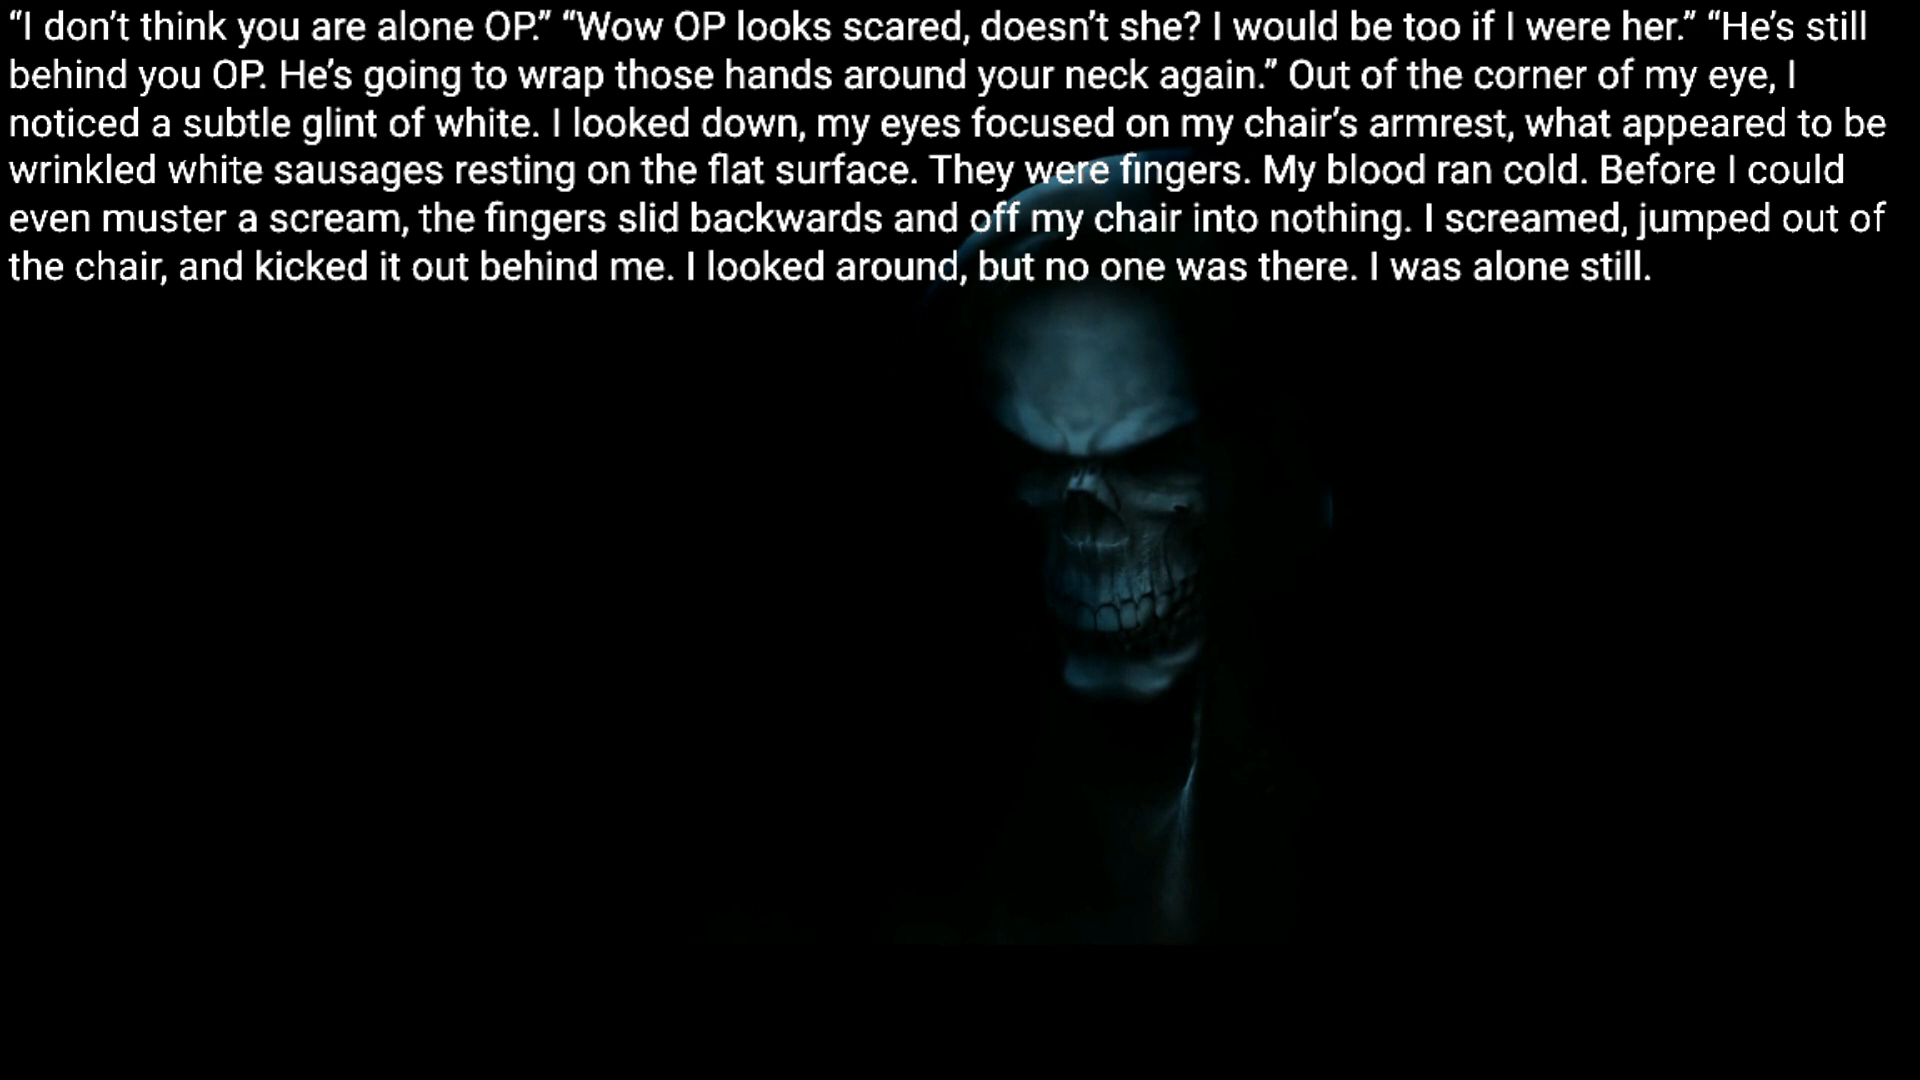 “I don’t think you are alone OP.” “Wow OP looks scared, doesn’t she? I would be too if I were her.” “He’s still
behind you OP. He’s going to wrap those hands around your neck again.” Out of the corner of my eye, I
noticed a subtle glint of white. I looked down, my eyes focused on my chair’s armrest, what appeared to be
wrinkled white sausages resting on the flat surface. They were fingers. My blood ran cold. Before I could
even muster a scream, the fingers slid backwards and off my chair into nothing. I screamed, jumped out of
the chair, and kicked it out behind me. I looked around, but no one was there. I was alone still.